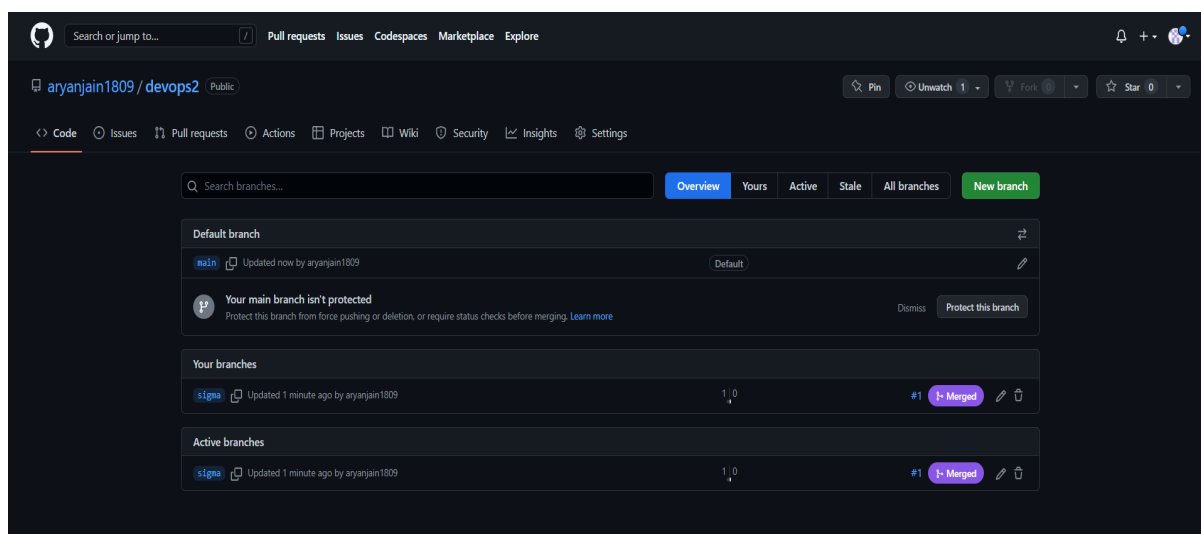 Search or jump to... / Pull requests Issues Codespaces Marketplace Explore
aryanjain1809 / devops2 Public Pin Unwatch 1 Fork 0 Star 0
Code Issues Pull requests Actions Projects Wiki Security Insights Settings
Search branches... Overview Yours Active Stale All branches New branch
Default branch
main Updated now by aryanjain1809 Default
Your main branch isn't protected
Protect this branch from force pushing or deletion, or require status checks before merging. Learn more Dismiss Protect this branch
Your branches
sigma Updated 1 minute ago by aryanjain1809 1 0 #1 Merged
Active branches
sigma Updated 1 minute ago by aryanjain1809 1 0 #1 Merged